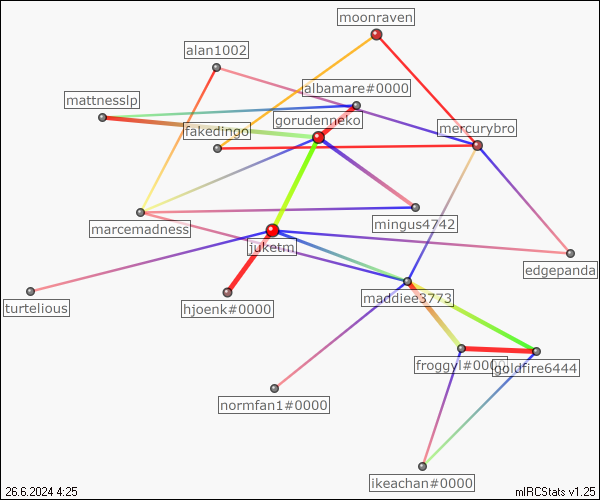 moonraven
alan1002
albamare#0000
mattnesslp
gorudenneko
mercurybro
fakedingo
marcemadness
mingus4742
juketm
edgepanda
turtelious
hjoenk#0000
maddiee3773
froggyl#0000
goldfire6444
normfan1#0000
ikeachan#0000
26.6.2024 4:25
mIRCStats v1.25